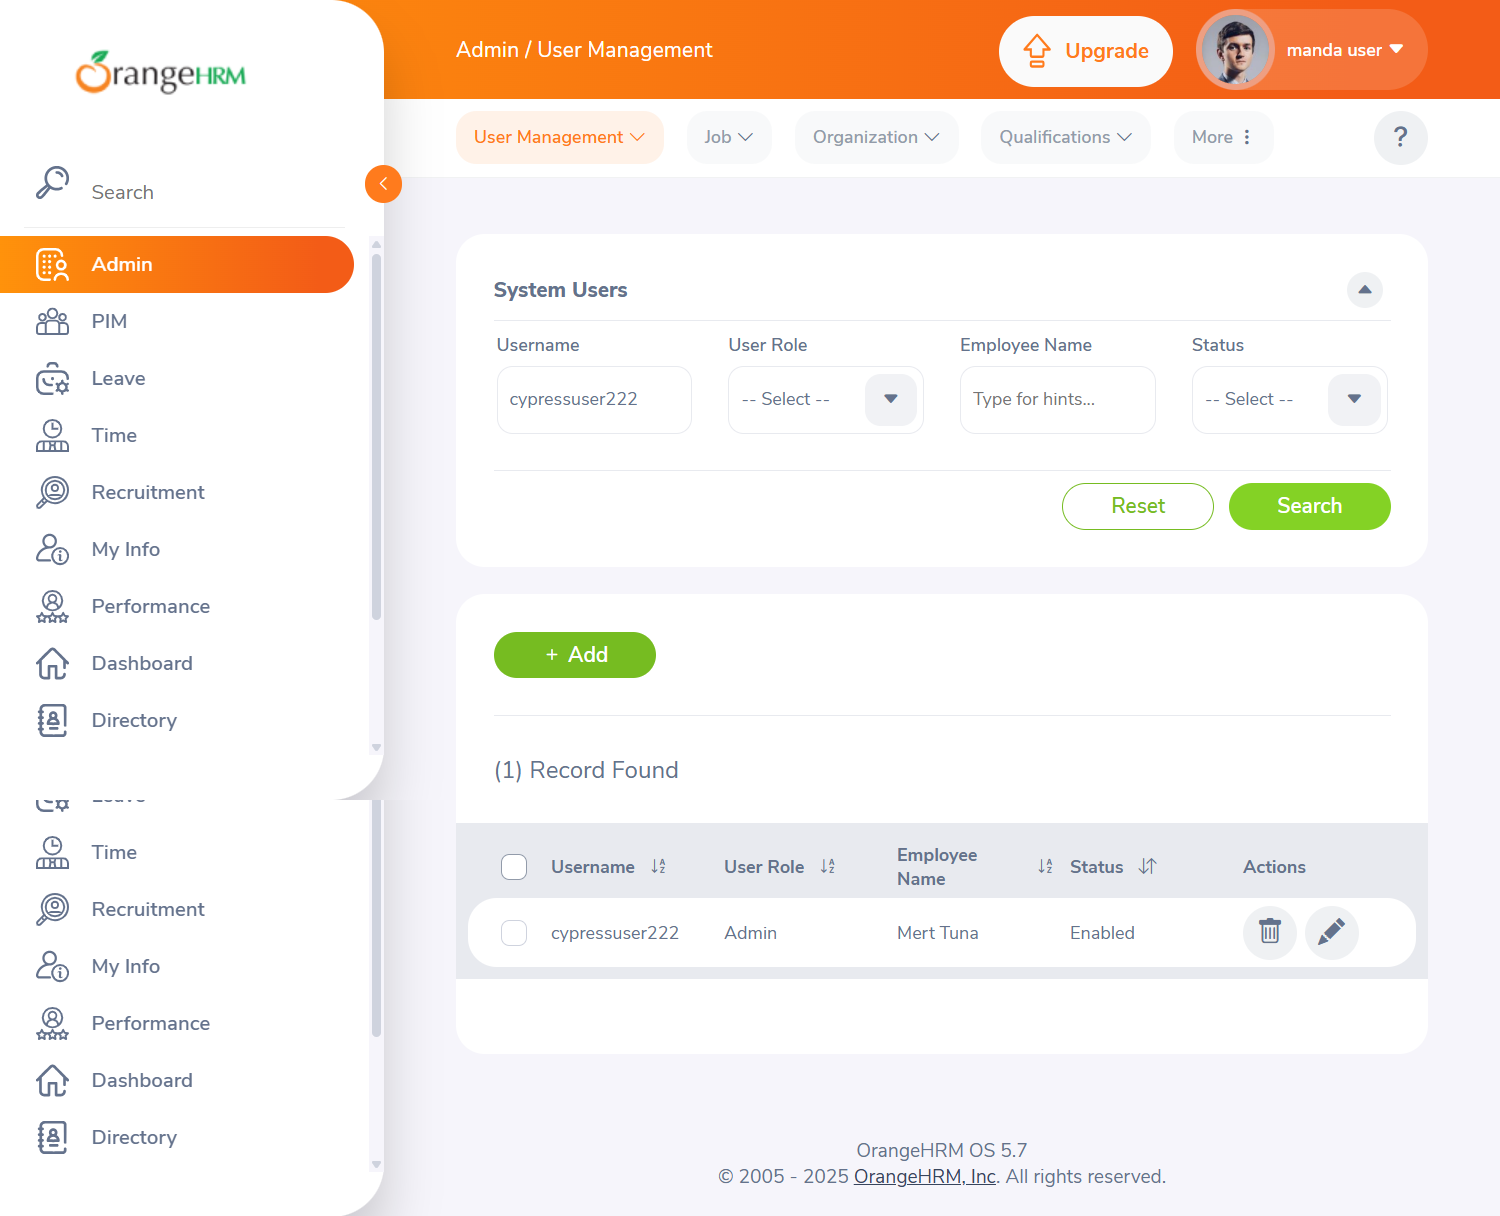 OrangeHRM
Admin / User Management
Upgrade
manda user
User Management
Job
Organization
Qualifications
More
?
Search
Admin
PIM
Leave
Time
Recruitment
My Info
Performance
Dashboard
Directory
Time
Recruitment
My Info
Performance
Dashboard
Directory
System Users
Username
User Role
Employee Name
Status
cypressuser222
-- Select --
Type for hints...
-- Select --
Reset
Search
+ Add
(1) Record Found
Username
User Role
Employee Name
Status
Actions
cypressuser222
Admin
Mert Tuna
Enabled
OrangeHRM OS 5.7
© 2005 - 2025 OrangeHRM, Inc. All rights reserved.